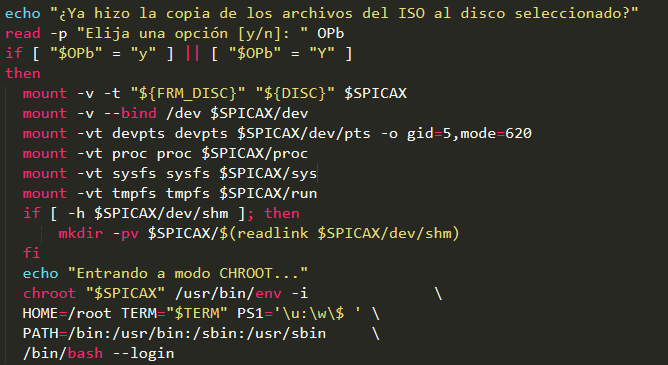 echo "¿Ya hizo la copia de los archivos del ISO al disco seleccionado?"
read -p "Elija una opción [y/n]: " OPb
if [ "$OPb" = "y" ] || [ "$OPb" = "Y" ]
then
  mount -v -t "${FRM_DISC}" "${DISC}" $SPICAX
  mount -v --bind /dev $SPICAX/dev
  mount -vt devpts devpts $SPICAX/dev/pts -o gid=5,mode=620
  mount -vt proc proc $SPICAX/proc
  mount -vt sysfs sysfs $SPICAX/sys
  mount -vt tmpfs tmpfs $SPICAX/run
  if [ -h $SPICAX/dev/shm ]; then
      mkdir -pv $SPICAX/$(readlink $SPICAX/dev/shm)
  fi
  echo "Entrando a modo CHROOT..."
  chroot "$SPICAX" /usr/bin/env -i              \
  HOME=/root TERM="$TERM" PS1='\u:\w\$ ' \
  PATH=/bin:/usr/bin:/sbin:/usr/sbin     \
  /bin/bash --login